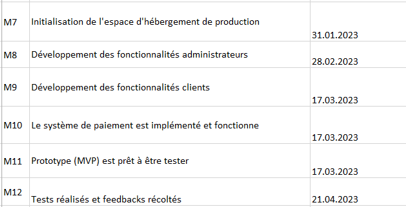 M7 Initialisation de l'espace d'hébergement de production 31.01.2023
M8 Développement des fonctionnalités administrateurs 28.02.2023
M9 Développement des fonctionnalités clients 17.03.2023
M10 Le système de paiement est implémenté et fonctionne 17.03.2023
M11 Prototype (MVP) est prêt à être tester 17.03.2023
M12 Tests réalisés et feedbacks récoltés 21.04.2023